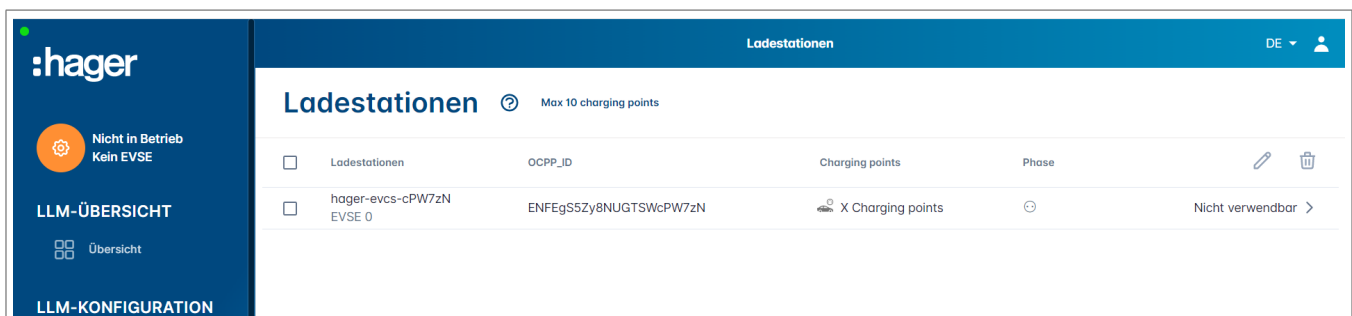 :hager
Ladestationen
DE
Nicht in Betrieb
Kein EVSE
LLM-ÜBERSICHT
Übersicht
LLM-KONFIGURATION
Ladestationen
Max 10 charging points
Ladestationen OCPP_ID Charging points Phase
hager-evcs-cPW7zN
EVSE 0
ENFEgS5Zy8NUGTSWcPW7zN X Charging points Nicht verwendbar